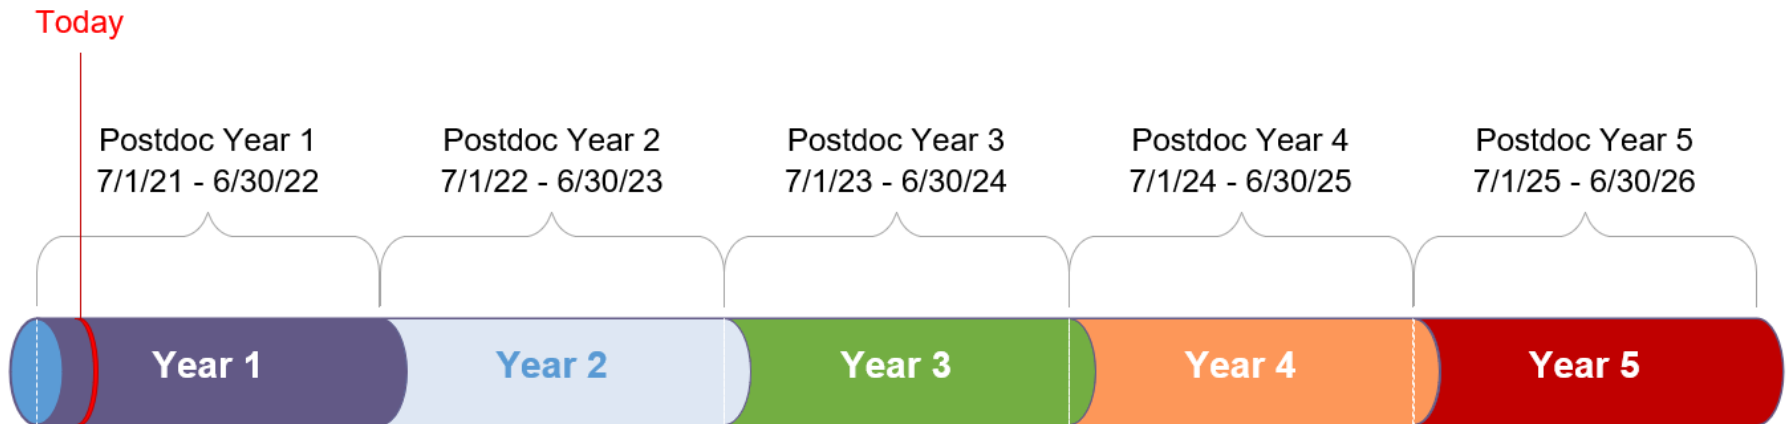 Today
Postdoc Year 1
7/1/21 - 6/30/22
Postdoc Year 2
7/1/22 - 6/30/23
Postdoc Year 3
7/1/23 - 6/30/24
Postdoc Year 4
7/1/24 - 6/30/25
Postdoc Year 5
7/1/25 - 6/30/26
Year 1
Year 2
Year 3
Year 4
Year 5